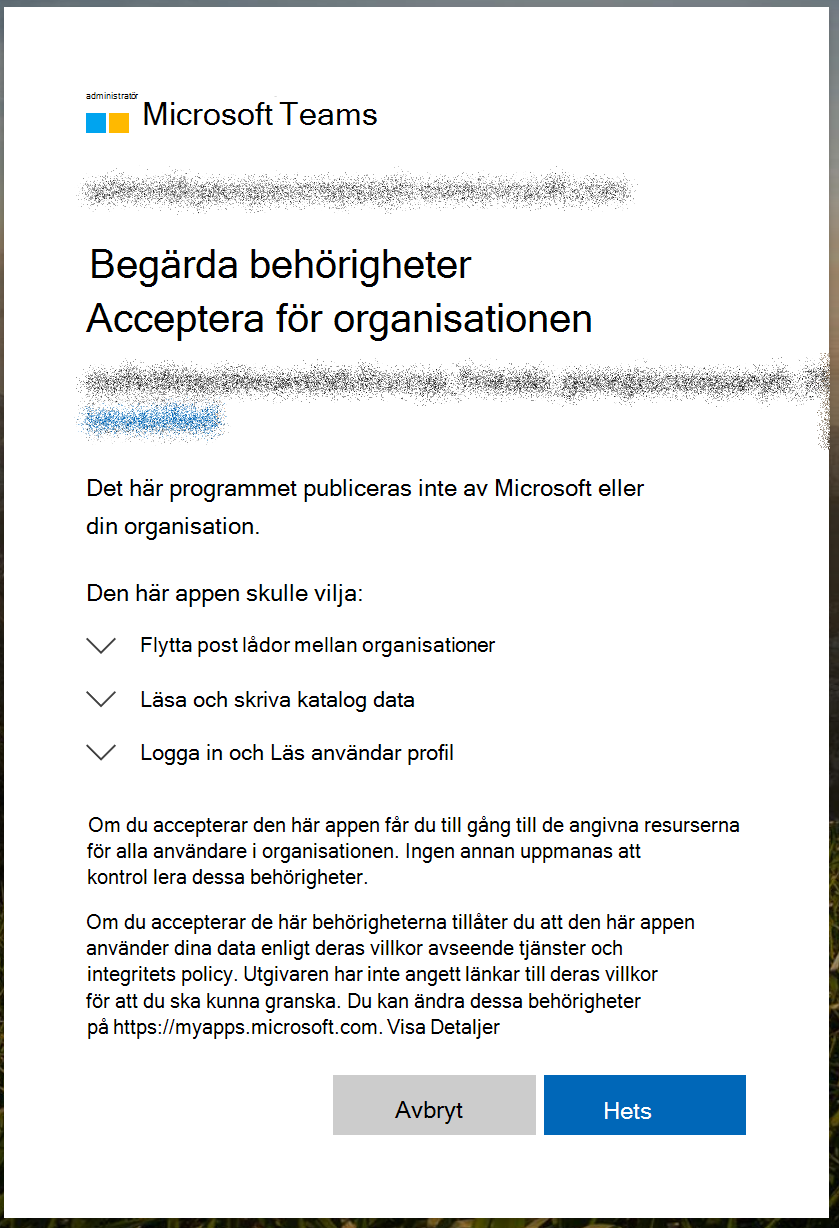 administratör
Microsoft Teams
Begärda behörigheter
Acceptera för organisationen
Det här programmet publiceras inte av Microsoft eller
din organisation.
Den här appen skulle vilja:
Flytta post lådor mellan organisationer
Läsa och skriva katalog data
Logga in och Läs användar profil
Om du accepterar den här appen får du till gång till de angivna resurserna
för alla användare i organisationen. Ingen annan uppmanas att
kontrol lera dessa behörigheter.
Om du accepterar de här behörigheterna tillåter du att den här appen
använder dina data enligt deras villkor avseende tjänster och
integritets policy. Utgivaren har inte angett länkar till deras villkor
för att du ska kunna granska. Du kan ändra dessa behörigheter
på https://myapps.microsoft.com. Visa Detaljer
Avbryt
Hets